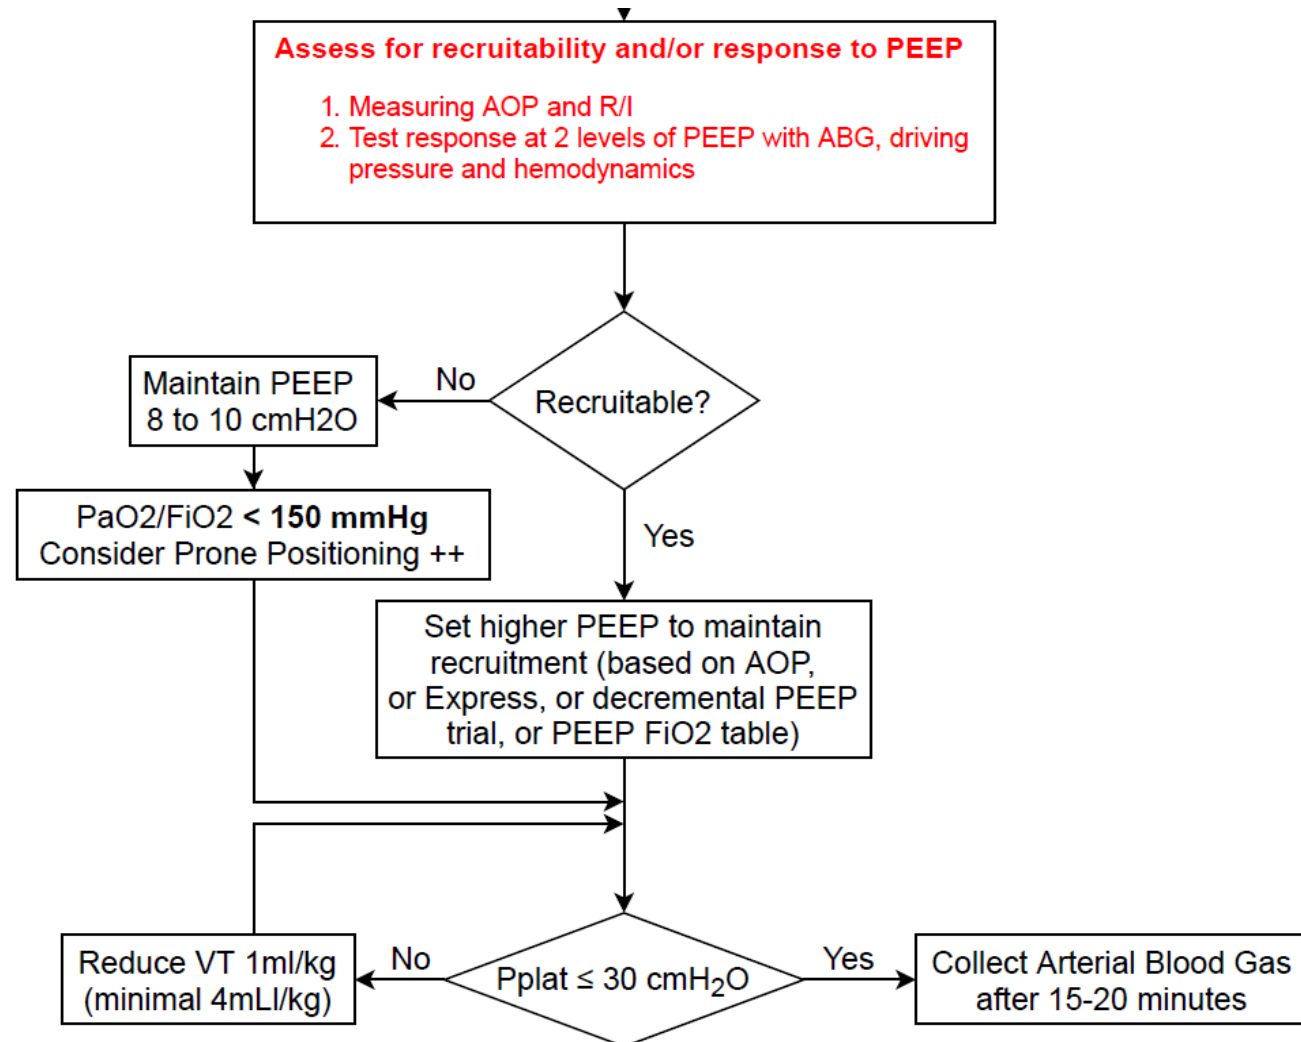 Assess for recruitability and/or response to PEEP
1. Measuring AOP and R/I
2. Test response at 2 levels of PEEP with ABG, driving
pressure and hemodynamics
Recruitable?
No
Maintain PEEP
8 to 10 cmH2O
PaO2/FiO2 < 150 mmHg
Consider Prone Positioning ++
Yes
Set higher PEEP to maintain
recruitment (based on AOP,
or Express, or decremental PEEP
trial, or PEEP FiO2 table)
Pplat ≤ 30 cmH₂O
No
Reduce VT 1ml/kg
(minimal 4mLl/kg)
Yes
Collect Arterial Blood Gas
after 15-20 minutes